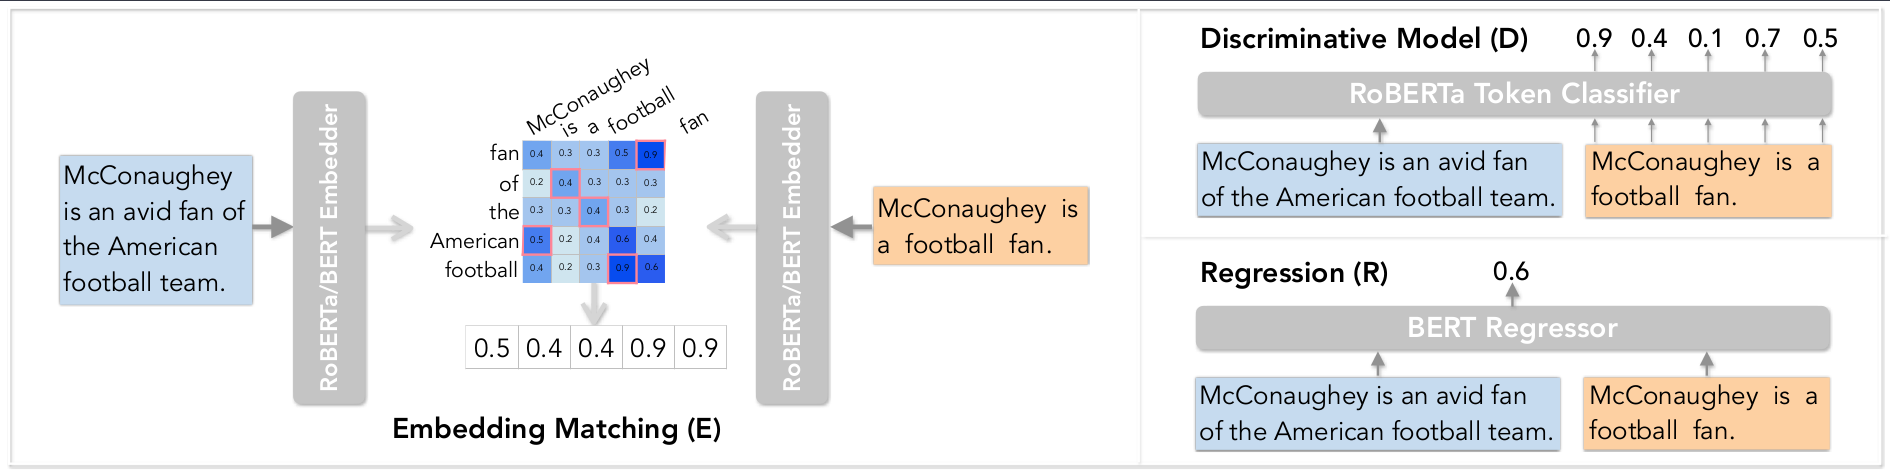 McConaughey
is an avid fan of
the American
football team.
RoBERTa/BERT Embedder
McConaughey is a football fan
fan 0.4 0.3 0.3 0.5 0.9
of 0.2 0.4 0.3 0.3 0.3
the 0.3 0.3 0.4 0.3 0.2
American 0.5 0.2 0.4 0.6 0.4
football 0.4 0.2 0.3 0.9 0.6
0.5 0.4 0.4 0.9 0.9
RoBERTa/BERT Embedder
McConaughey is
a football fan.
Embedding Matching (E)
Discriminative Model (D) 0.9 0.4 0.1 0.7 0.5
RoBERTa Token Classifier
McConaughey is an avid fan
of the American football team.
McConaughey is a
football fan.
Regression (R) 0.6
BERT Regressor
McConaughey is an avid fan
of the American football team.
McConaughey is a
football fan.